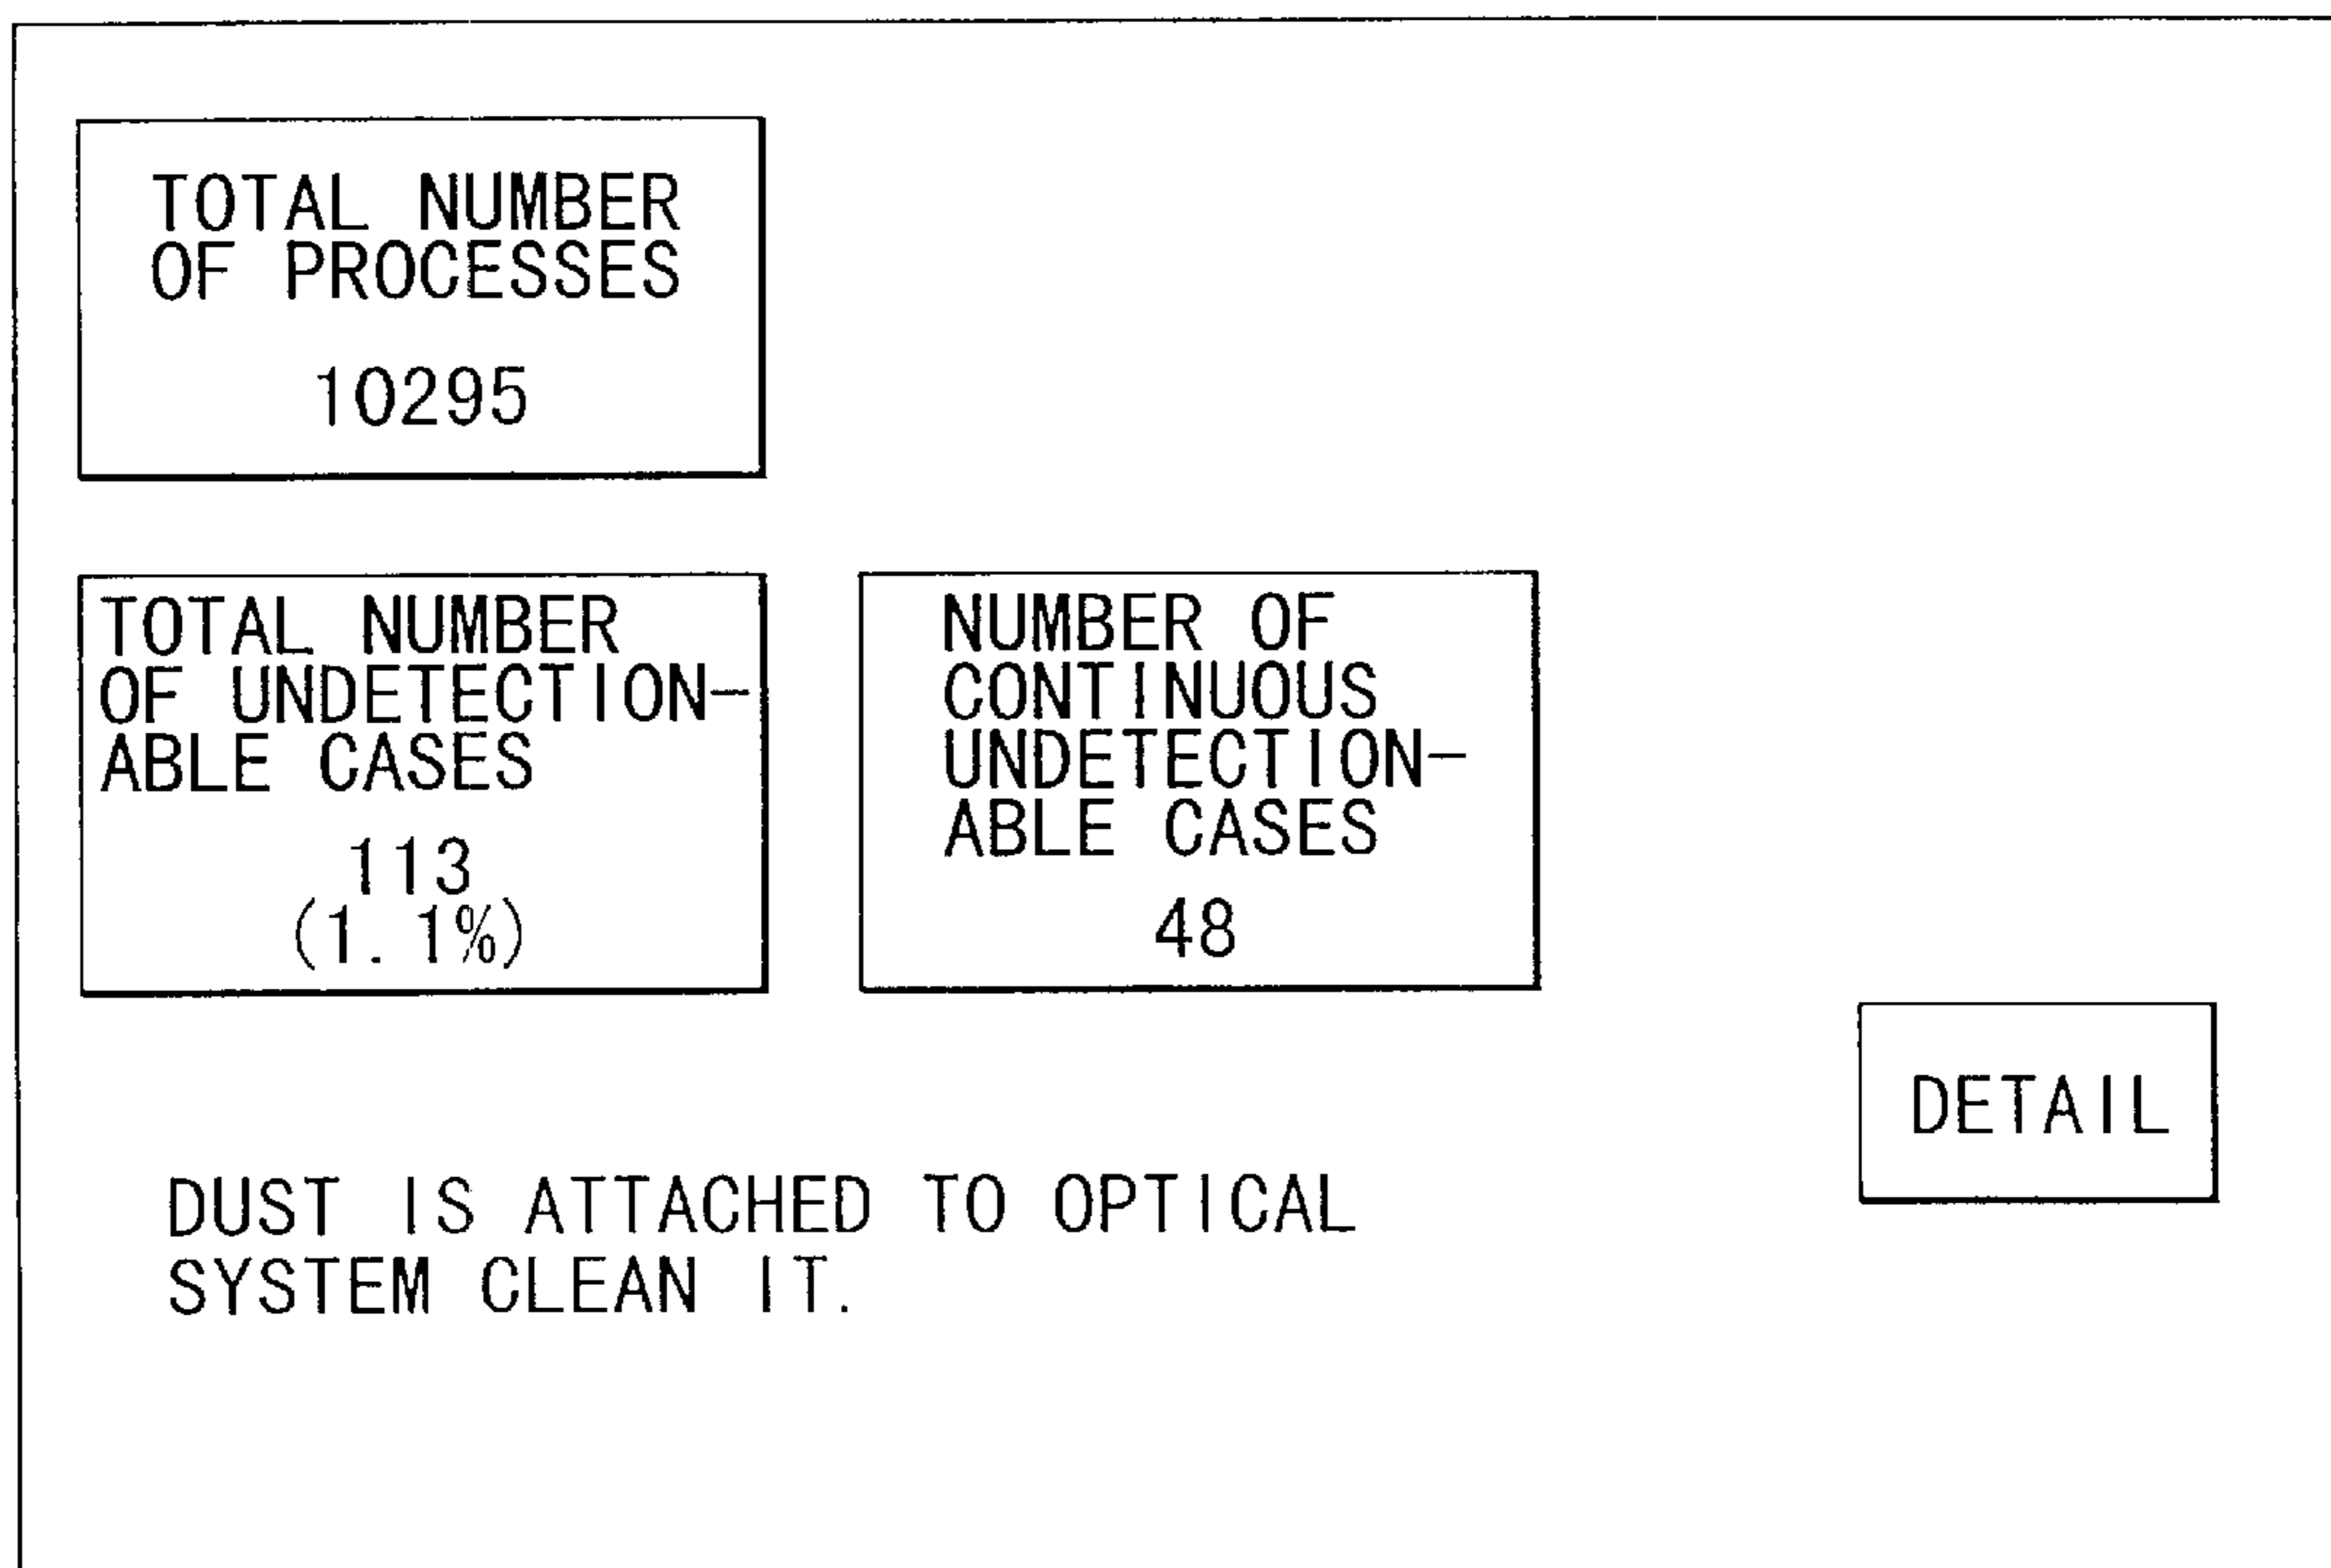 TOTAL NUMBER
OF PROCESSES
10295
TOTAL NUMBER
OF UNDETECTION-
ABLE CASES
113
(1.1%)
NUMBER OF
CONTINUOUS
UNDETECTION-
ABLE CASES
48
DETAIL
DUST IS ATTACHED TO OPTICAL
SYSTEM CLEAN IT.